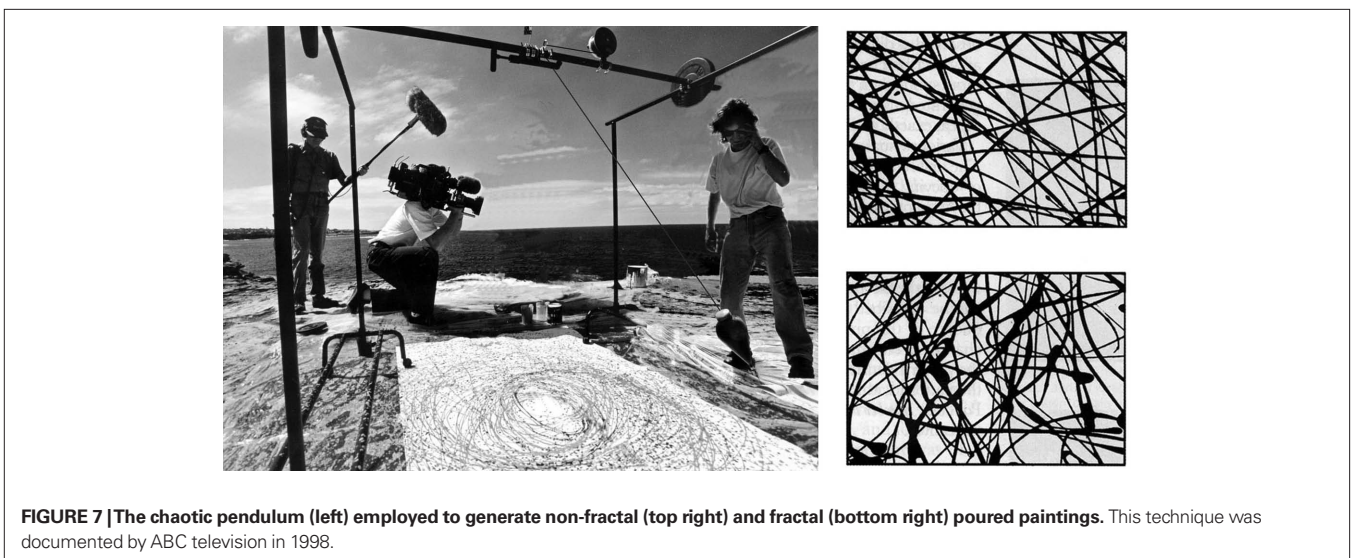 FIGURE 7 | The chaotic pendulum (left) employed to generate non-fractal (top right) and fractal (bottom right) poured paintings. This technique was
documented by ABC television in 1998.